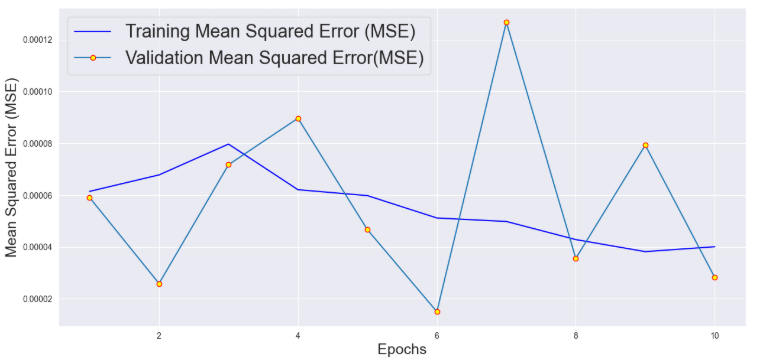 Training Mean Squared Error (MSE)
Validation Mean Squared Error(MSE)
Mean Squared Error (MSE)
0.00012
0.00010
0.00008
0.00006
0.00004
0.00002
2 4 6 8 10
Epochs